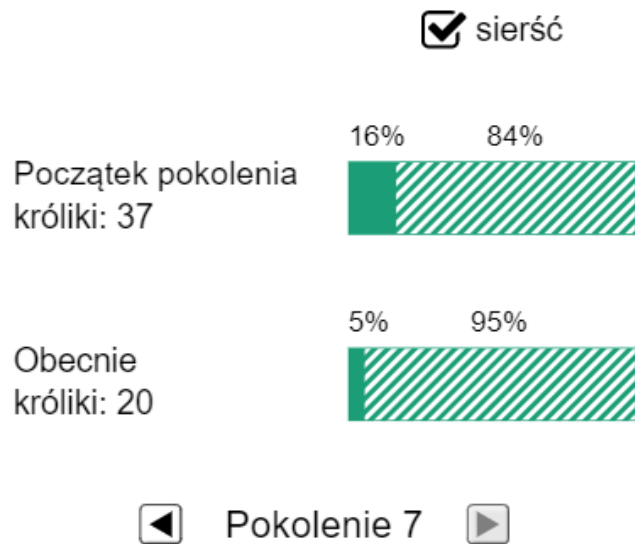 sierść
16% 84%
Początek pokolenia
króliki: 37
5% 95%
Obecnie
króliki: 20
Pokolenie 7